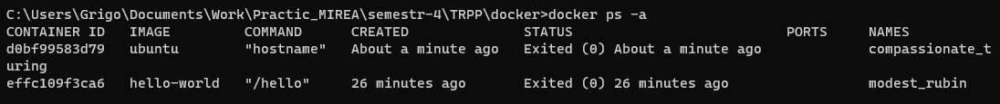 C:\Users\Grigo\Documents\Work\Practic_MIREA\semestr-4\TRPP\docker>docker ps -a
CONTAINER ID   IMAGE         COMMAND      CREATED              STATUS                          PORTS     NAMES
d0bf99583d79   ubuntu        "hostname"   About a minute ago   Exited (0) About a minute ago             compassionate_t
uring
effc109f3ca6   hello-world   "/hello"     26 minutes ago       Exited (0) 26 minutes ago                 modest_rubin